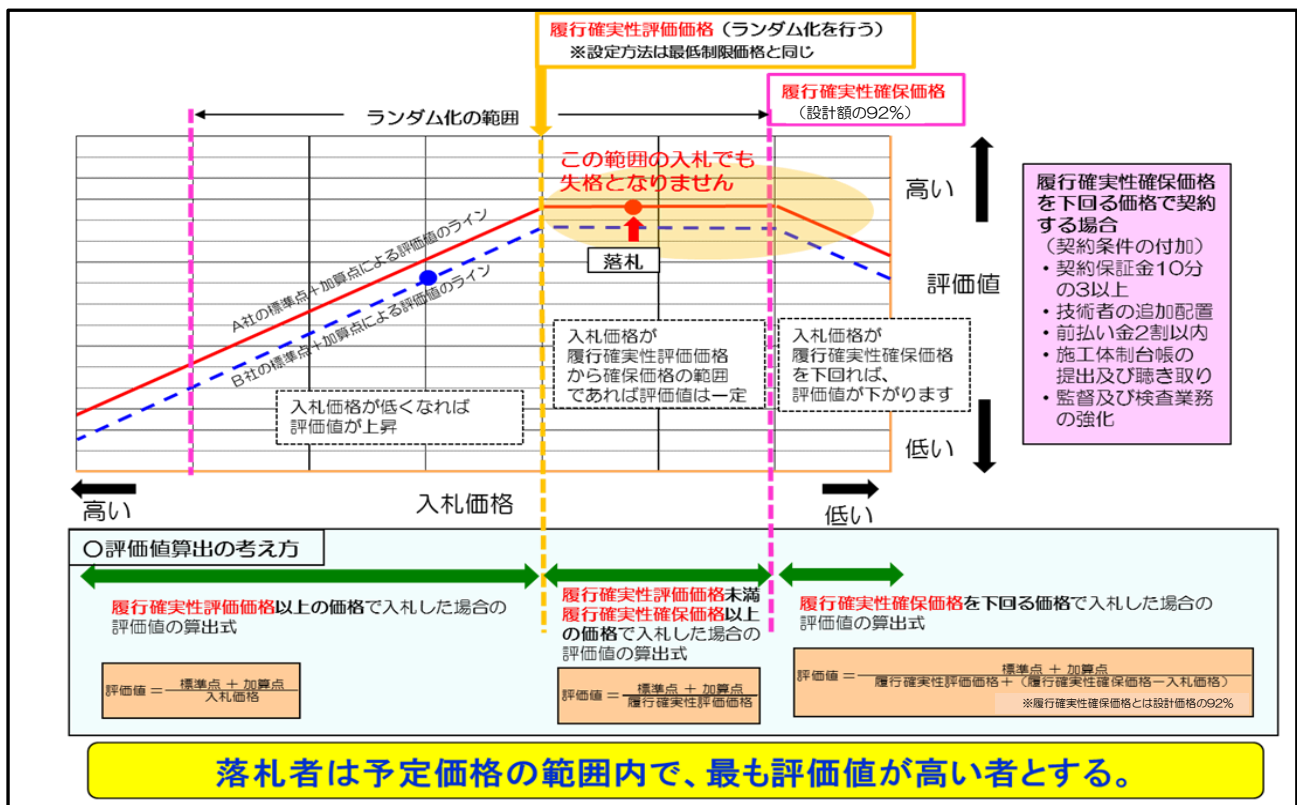 履行確実性評価価格（ランダム化を行う）
※設定方法は最低制限価格と同じ
履行確実性確保価格
（設計額の92%）
ランダム化の範囲
この範囲の入札でも
失格となりません
高い
評価値
低い
A社の標準点+加算点による評価値のライン
B社の標準点+加算点による評価値のライン
落札
入札価格が低くなれば
評価値が上昇
入札価格が
履行確実性評価価格
から確保価格の範囲
であれば評価値は一定
入札価格が
履行確実性確保価格
を下回れば、
評価値が下がります
履行確実性確保価格
を下回る価格で契約
する場合
（契約条件の付加）
・契約保証金10分
の3以上
・技術者の追加配置
・前払い金2割以内
・施工体制台帳の
提出及び聴き取り
・監督及び検査業務
の強化
高い
入札価格
低い
〇評価値算出の考え方
履行確実性評価価格以上の価格で入札した場合の
評価値の算出式
評価値＝ 標準点 + 加算点
入札価格
履行確実性評価価格未満
履行確実性確保価格以上
の価格で入札した場合の
評価値の算出式
評価値＝ 標準点 + 加算点
履行確実性評価価格
履行確実性確保価格を下回る価格で入札した場合の
評価値の算出式
評価値＝ 標準点 + 加算点
履行確実性評価価格+（履行確実性確保価格－入札価格）
※履行確実性確保価格とは設計価格の92%
落札者は予定価格の範囲内で、最も評価値が高い者とする。